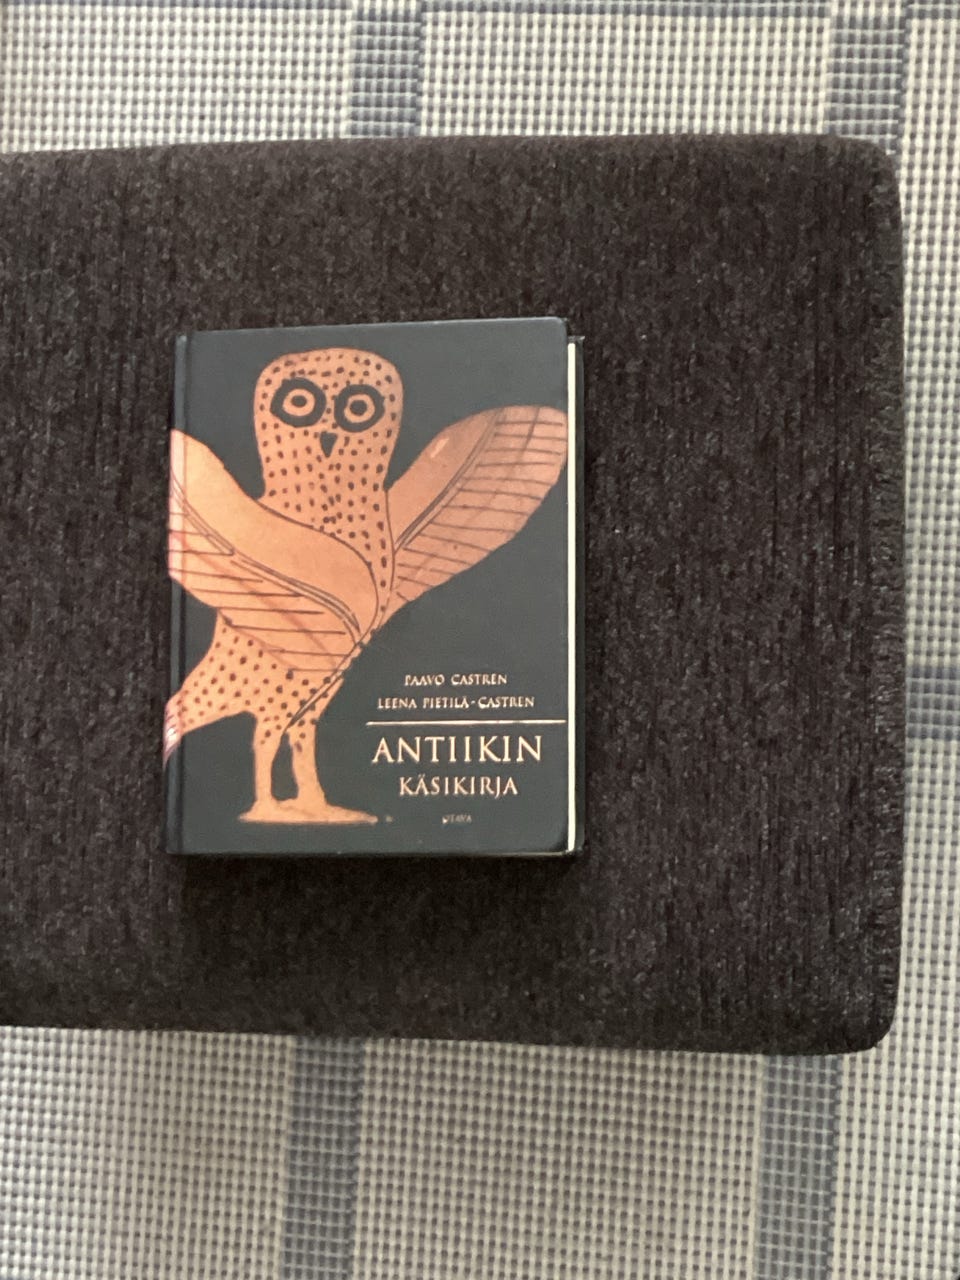 PAAVO CASTREN
LEENA PIETILÄ-CASTREN
ANTIIKIN
KÄSIKIRJA
OTAVA